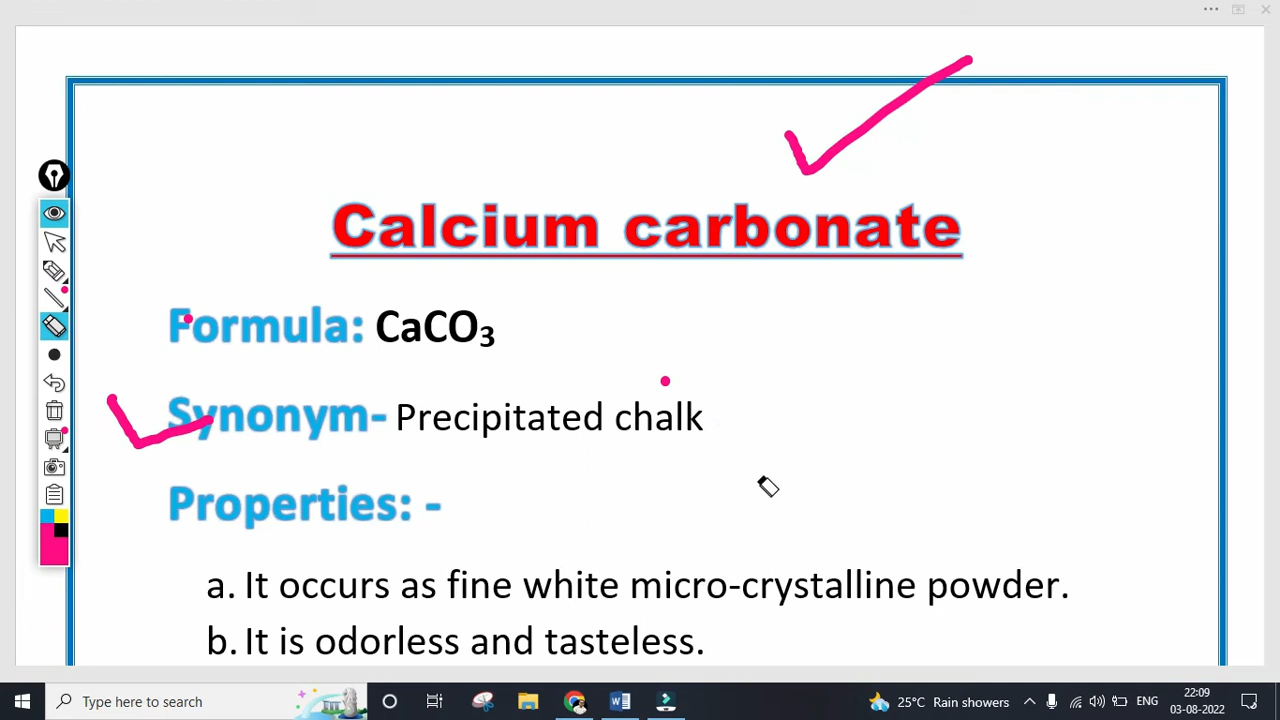 Calcium carbonate
Formula: CaCO₃
Synonym- Precipitated chalk
Properties: -
a. It occurs as fine white micro-crystalline powder.
b. It is odorless and tasteless.
Type here to search
25°C Rain showers
ENG
22:09
03-08-2022